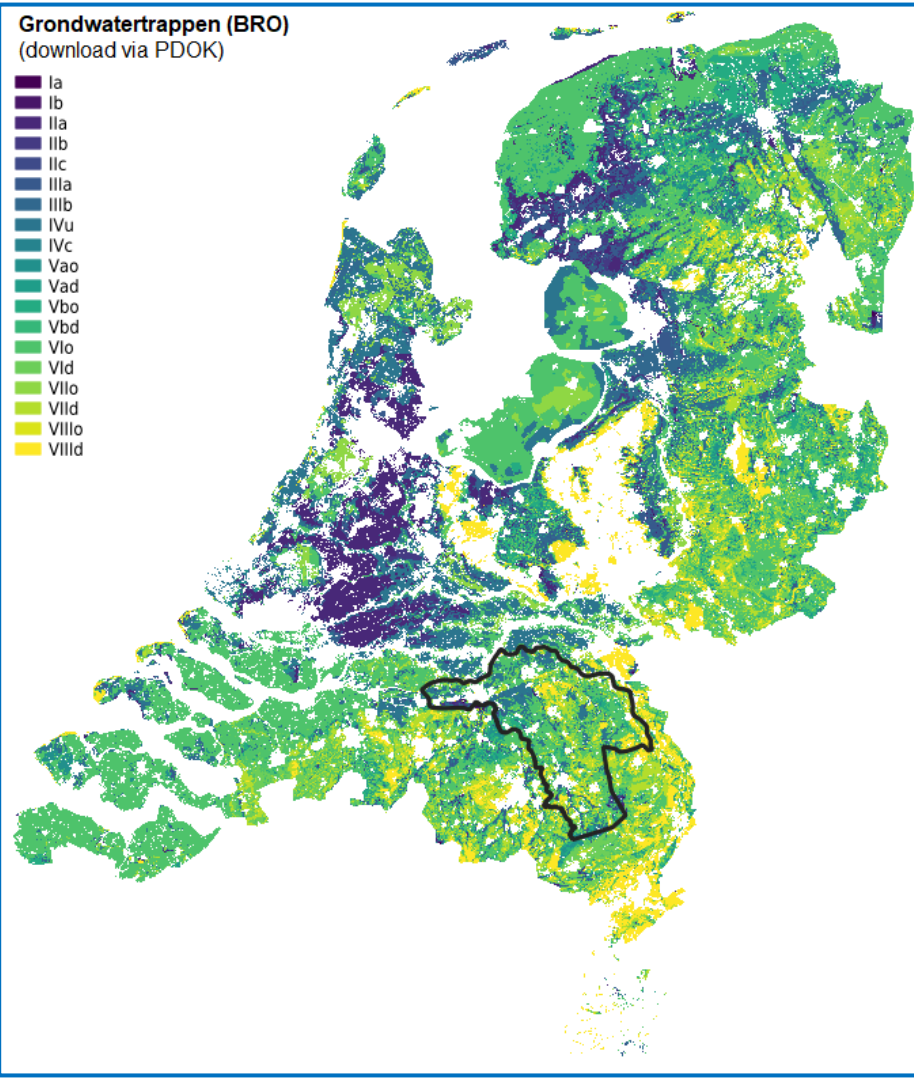 Grondwatertrappen (BRO)
(download via PDOK)
Ia
Ib
IIa
IIb
IIc
IIIa
IIIb
IVu
IVc
Vao
Vad
Vbo
Vbd
VIo
VId
VIIo
VIId
VIIIo
VIIId